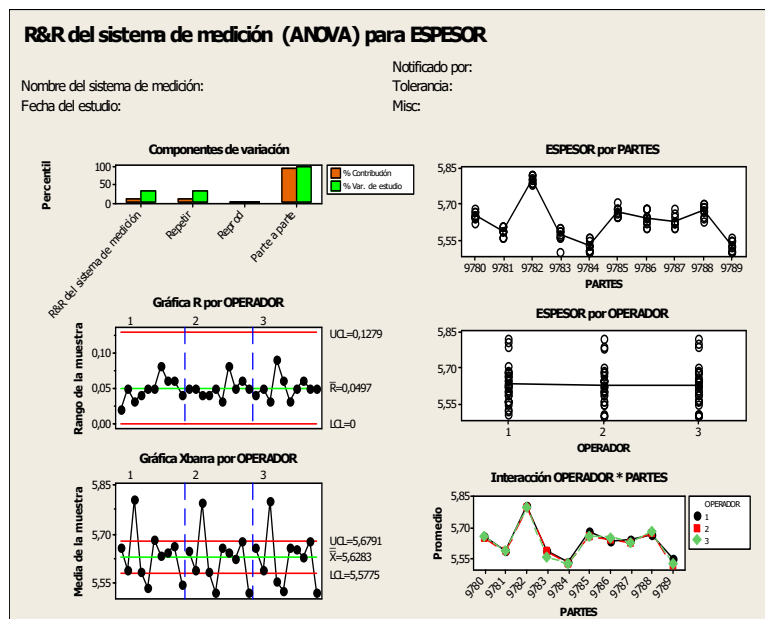 R&R del sistema de medición (ANOVA) para ESPESOR
Nombre del sistema de medición:
Fecha del estudio:
Notificado por:
Tolerancia:
Misc:
Componentes de variación
Percentil
100
50
0
R&R del sistema de medición
Repetir
Reprod
Parte a parte
% Contribución
% Var. de estudio
Gráfica R por OPERADOR
1 2 3
Rango de la muestra
0,10
0,05
0,00
UCL=0,1279
R=0,0497
LCL=0
Gráfica Xbarra por OPERADOR
1 2 3
Media de la muestra
5,85
5,70
5,55
UCL=5,6791
X=5,6283
LCL=5,5775
ESPESOR por PARTES
5,85
5,70
5,55
9780 9781 9782 9783 9784 9785 9786 9787 9788 9789
PARTES
ESPESOR por OPERADOR
5,85
5,70
5,55
1 2 3
OPERADOR
Interacción OPERADOR * PARTES
Promedio
5,85
5,70
5,55
9780 9781 9782 9783 9784 9785 9786 9787 9788 9789
PARTES
OPERADOR
1
2
3